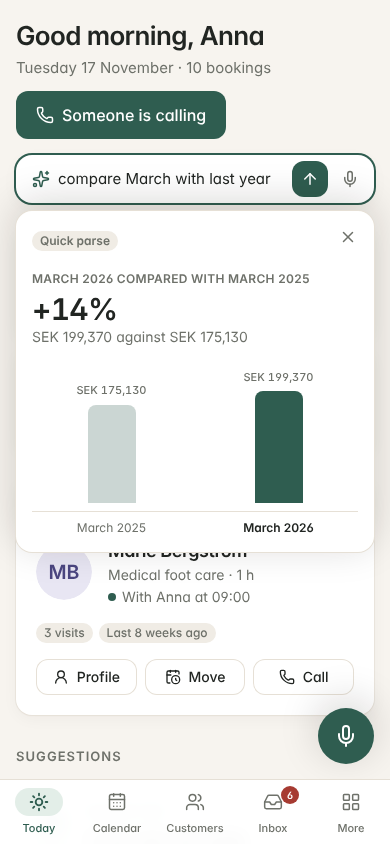 Good morning, Anna
Tuesday 17 November · 10 bookings
Someone is calling
compare March with last year
Quick parse
MARCH 2026 COMPARED WITH MARCH 2025
+14%
SEK 199,370 against SEK 175,130
SEK 175,130
SEK 199,370
March 2025
March 2026
Marie Bergström
MB
Medical foot care · 1 h
With Anna at 09:00
3 visits
Last 8 weeks ago
Profile
Move
Call
SUGGESTIONS
6
Today
Calendar
Customers
Inbox
More